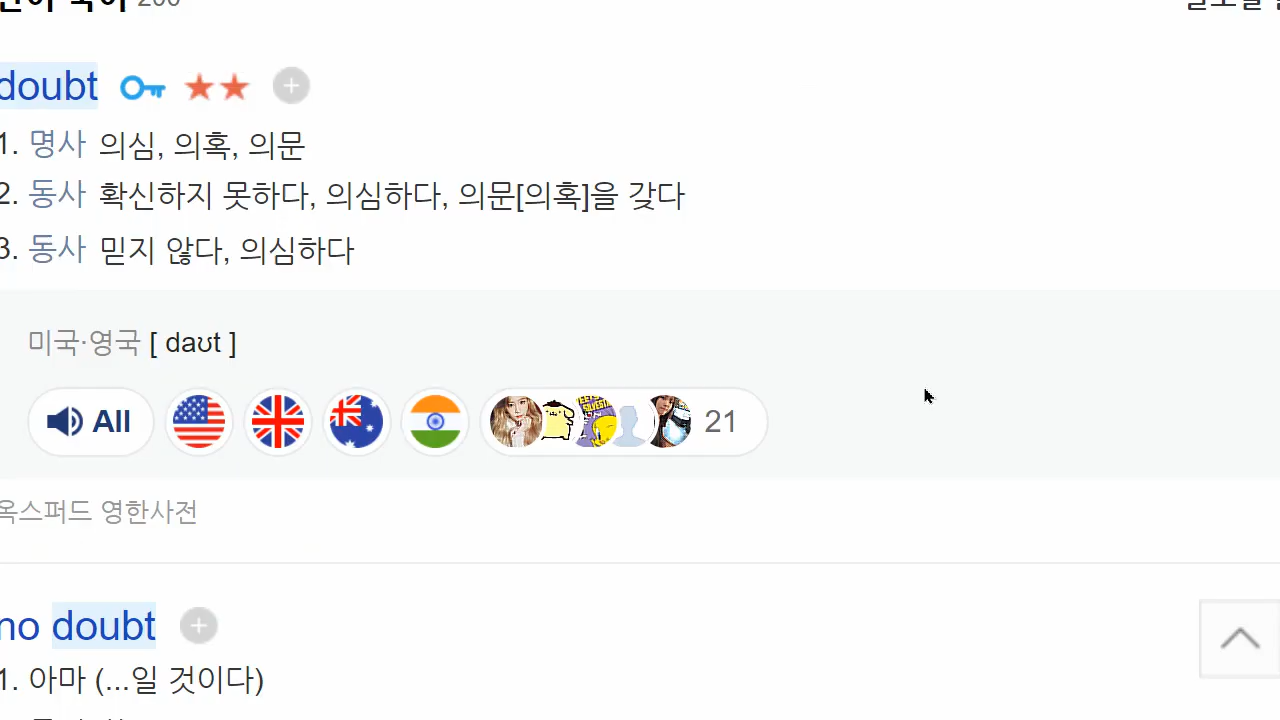 200
doubt
1. 명사 의심, 의혹, 의문
2. 동사 확신하지 못하다, 의심하다, 의문[의혹]을 갖다
3. 동사 믿지 않다, 의심하다
미국·영국 [ daʊt ]
All 21
옥스퍼드 영한사전
no doubt
1. 아마 (...일 것이다)